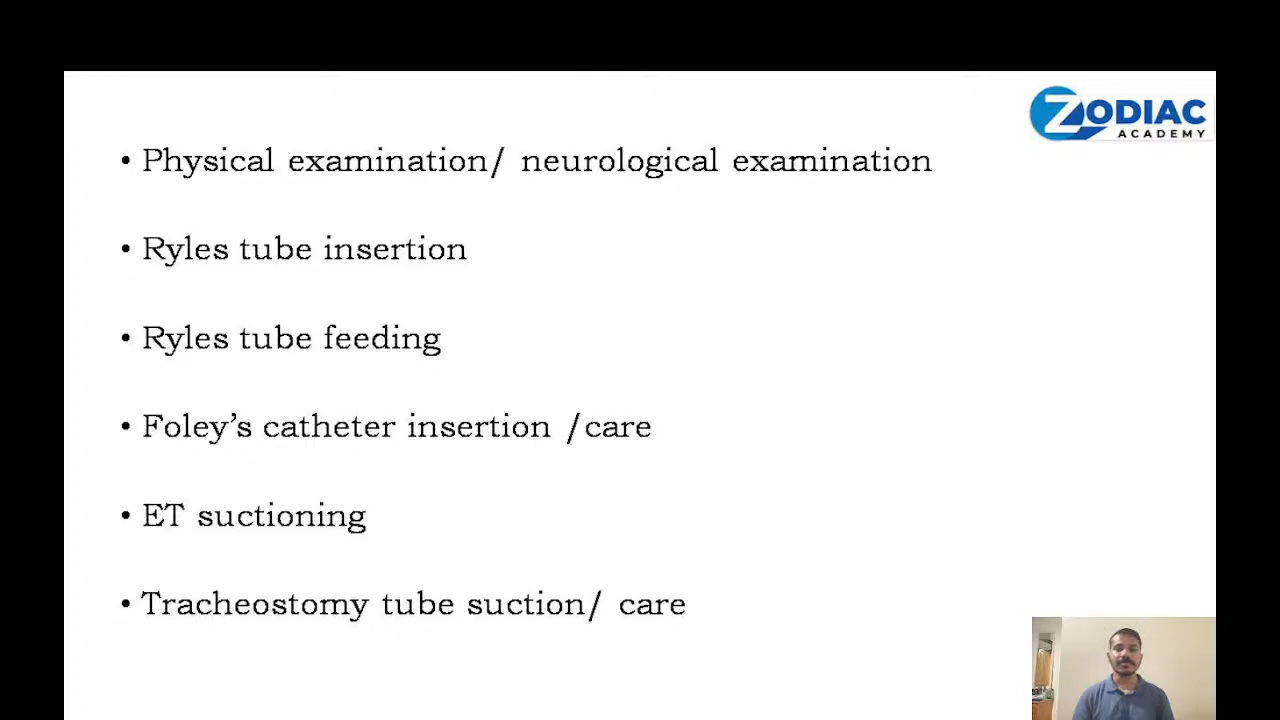 ZODIAC
ACADEMY
• Physical examination/ neurological examination
• Ryles tube insertion
• Ryles tube feeding
• Foley’s catheter insertion /care
• ET suctioning
• Tracheostomy tube suction/ care